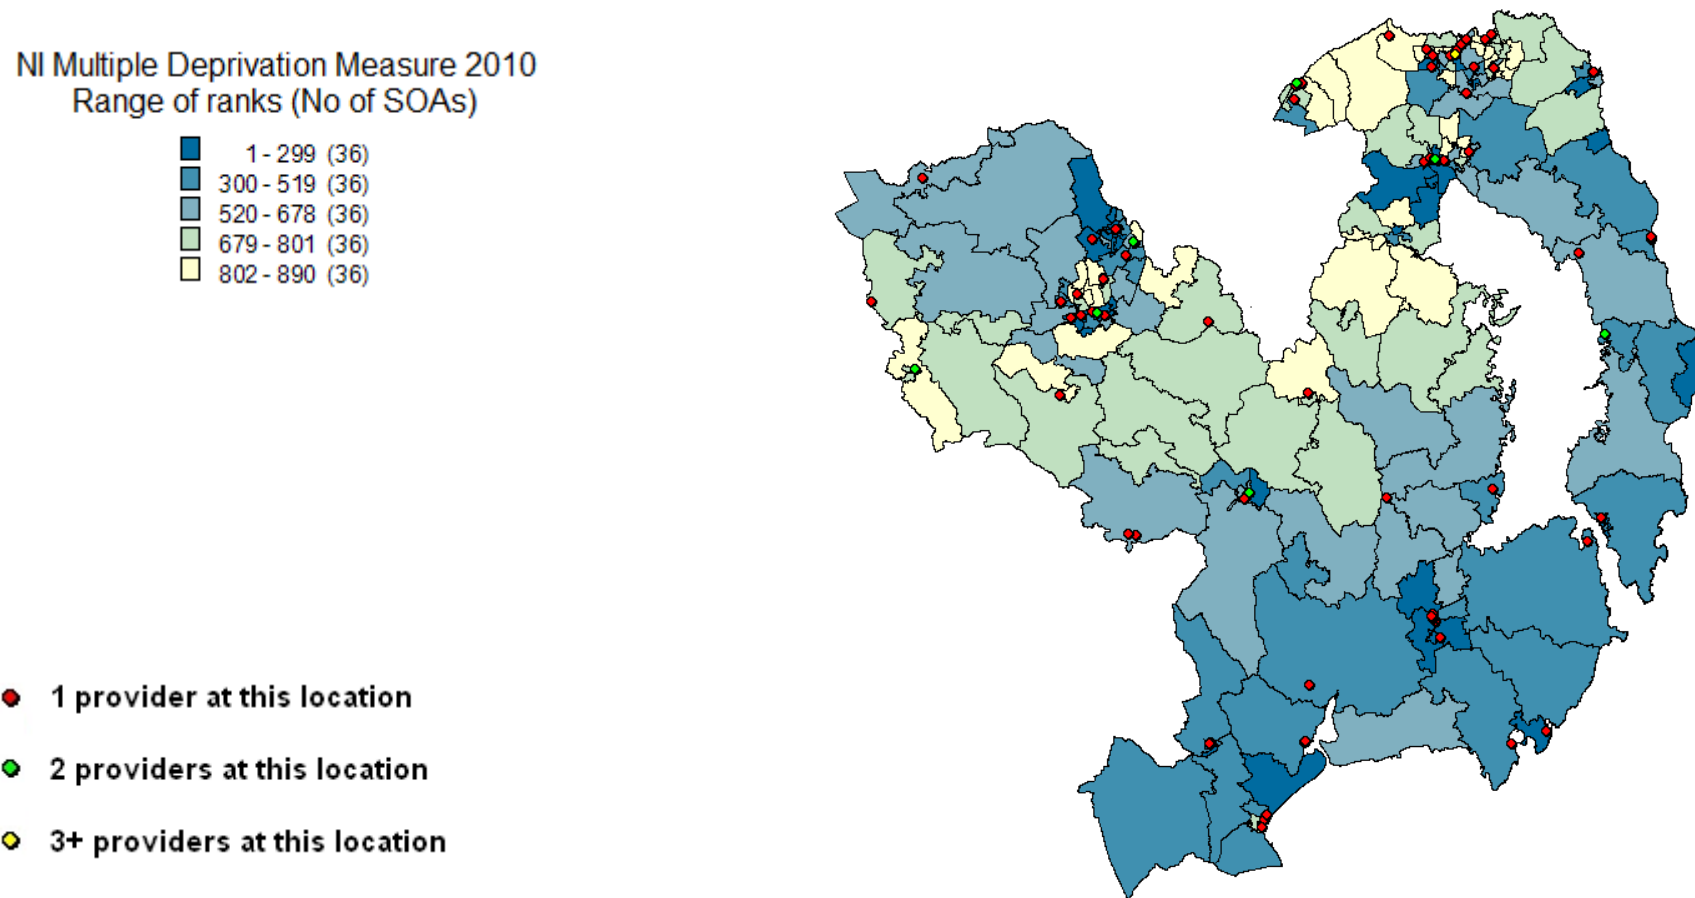 NI Multiple Deprivation Measure 2010
Range of ranks (No of SOAs)
1 - 299 (36)
300 - 519 (36)
520 - 678 (36)
679 - 801 (36)
802 - 890 (36)
1 provider at this location
2 providers at this location
3+ providers at this location